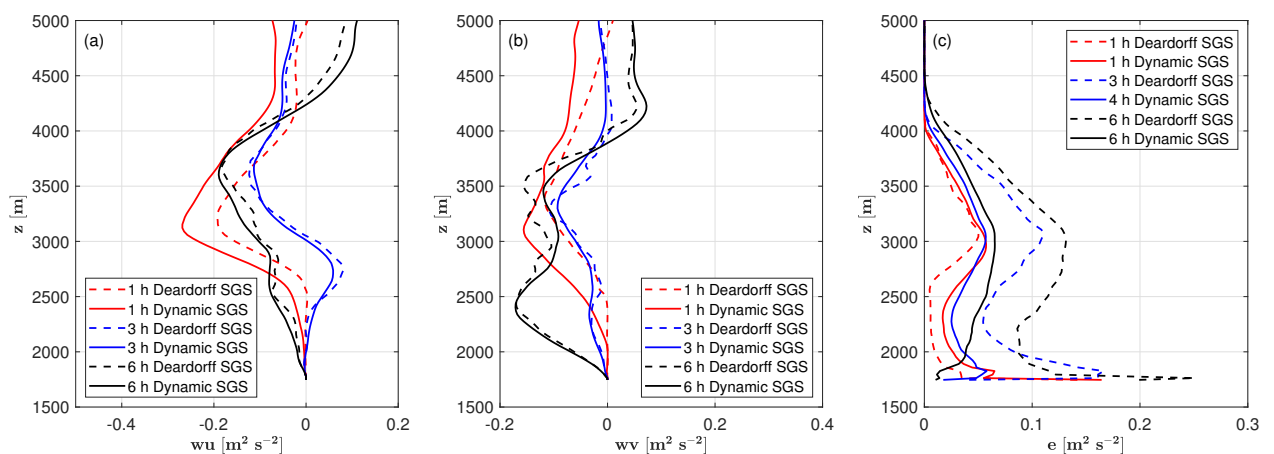 (a)
5000
4500
4000
3500
3000
2500
2000
1500
z [m]
-0.4
-0.2
0
0.2
wu [m² s⁻²]
1 h Deardorff SGS
1 h Dynamic SGS
3 h Deardorff SGS
3 h Dynamic SGS
6 h Deardorff SGS
6 h Dynamic SGS
(b)
5000
4500
4000
3500
3000
2500
2000
1500
z [m]
-0.2
0
0.2
0.4
wv [m² s⁻²]
1 h Deardorff SGS
1 h Dynamic SGS
3 h Deardorff SGS
3 h Dynamic SGS
6 h Deardorff SGS
6 h Dynamic SGS
(c)
5000
4500
4000
3500
3000
2500
2000
1500
z [m]
0
0.1
0.2
0.3
e [m² s⁻²]
1 h Deardorff SGS
1 h Dynamic SGS
3 h Deardorff SGS
4 h Dynamic SGS
6 h Deardorff SGS
6 h Dynamic SGS